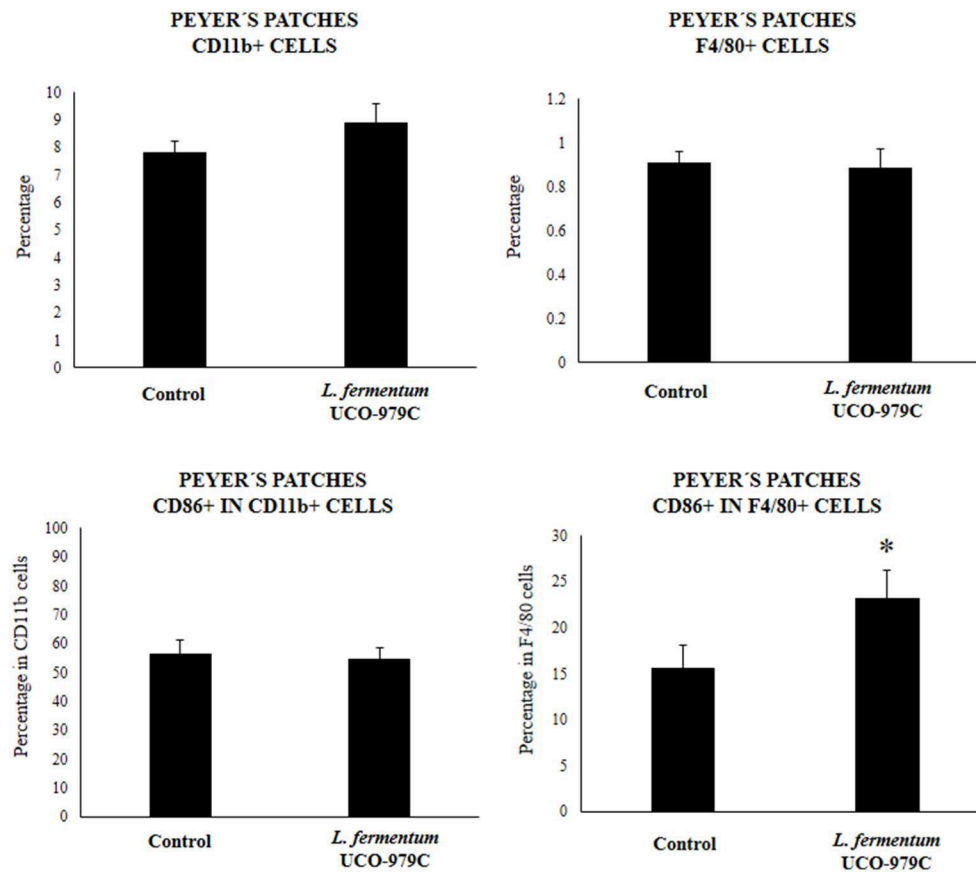 PEYER´S PATCHES
CD11b+ CELLS
Percentage
10
9
8
7
6
5
4
3
2
1
0
Control
L. fermentum
UCO-979C
PEYER´S PATCHES
F4/80+ CELLS
Percentage
1.2
1
0.8
0.6
0.4
0.2
0
Control
L. fermentum
UCO-979C
PEYER´S PATCHES
CD86+ IN CD11b+ CELLS
Percentage in CD11b cells
100
90
80
70
60
50
40
30
20
10
0
Control
L. fermentum
UCO-979C
PEYER´S PATCHES
CD86+ IN F4/80+ CELLS
Percentage in F4/80 cells
30
25
20
15
10
5
0
*
Control
L. fermentum
UCO-979C